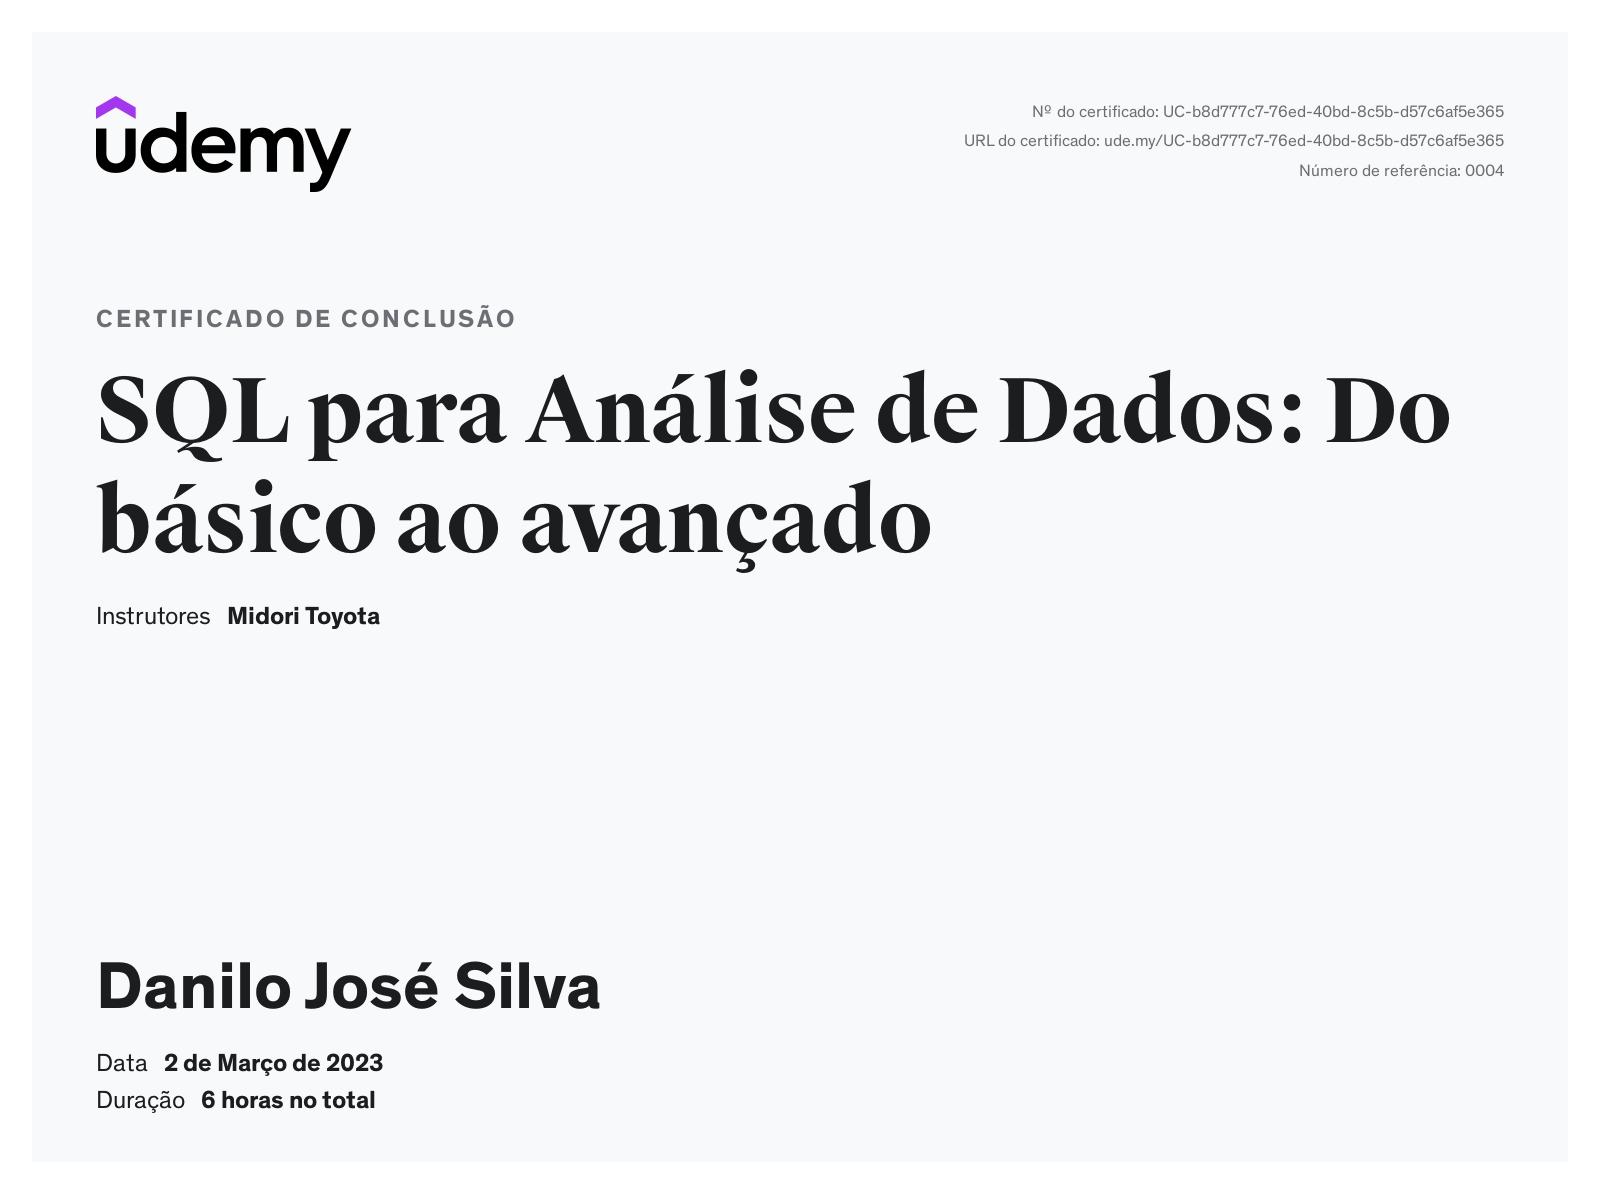 udemy
Nº do certificado: UC-b8d777c7-76ed-40bd-8c5b-d57c6af5e365
URL do certificado: ude.my/UC-b8d777c7-76ed-40bd-8c5b-d57c6af5e365
Número de referência: 0004
CERTIFICADO DE CONCLUSÃO
SQL para Análise de Dados: Do
básico ao avançado
Instrutores Midori Toyota
Danilo José Silva
Data 2 de Março de 2023
Duração 6 horas no total